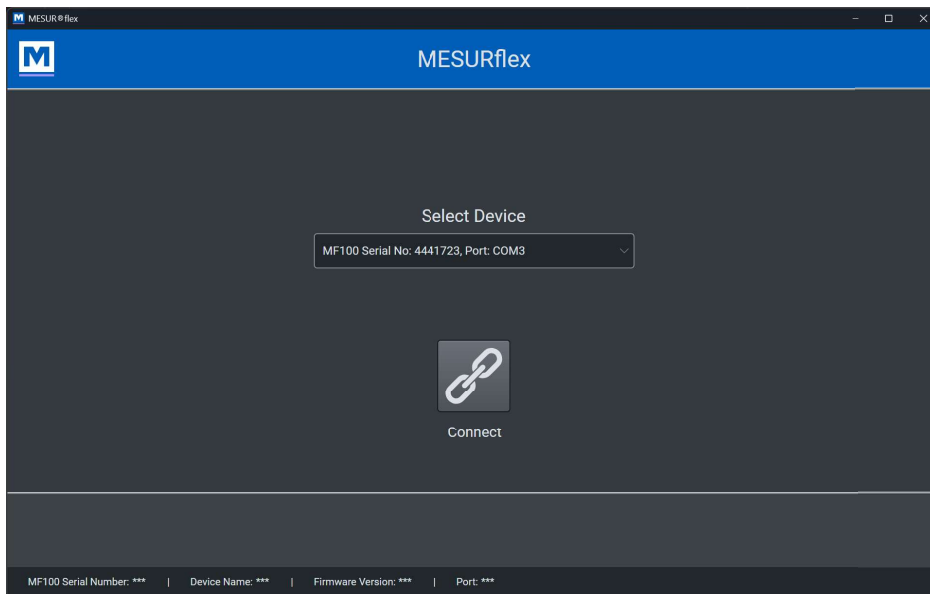 M MESUR®flex
M MESURflex
Select Device
MF100 Serial No: 4441723, Port: COM3
Connect
MF100 Serial Number: *** | Device Name: *** | Firmware Version: *** | Port: ***